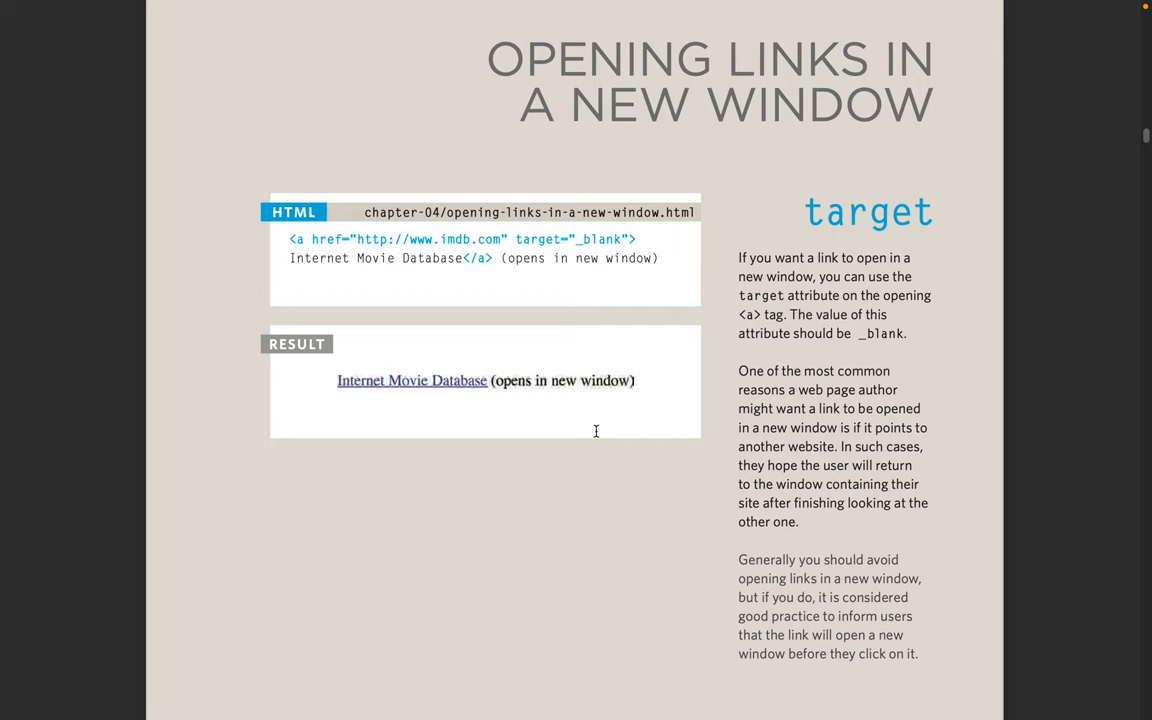 OPENING LINKS IN
A NEW WINDOW
HTML
chapter-04/opening-links-in-a-new-window.html
<a href="http://www.imdb.com" target="_blank">
Internet Movie Database</a> (opens in new window)
RESULT
Internet Movie Database (opens in new window)
target
If you want a link to open in a
new window, you can use the
target attribute on the opening
<a> tag. The value of this
attribute should be _blank.
One of the most common
reasons a web page author
might want a link to be opened
in a new window is if it points to
another website. In such cases,
they hope the user will return
to the window containing their
site after finishing looking at the
other one.
Generally you should avoid
opening links in a new window,
but if you do, it is considered
good practice to inform users
that the link will open a new
window before they click on it.